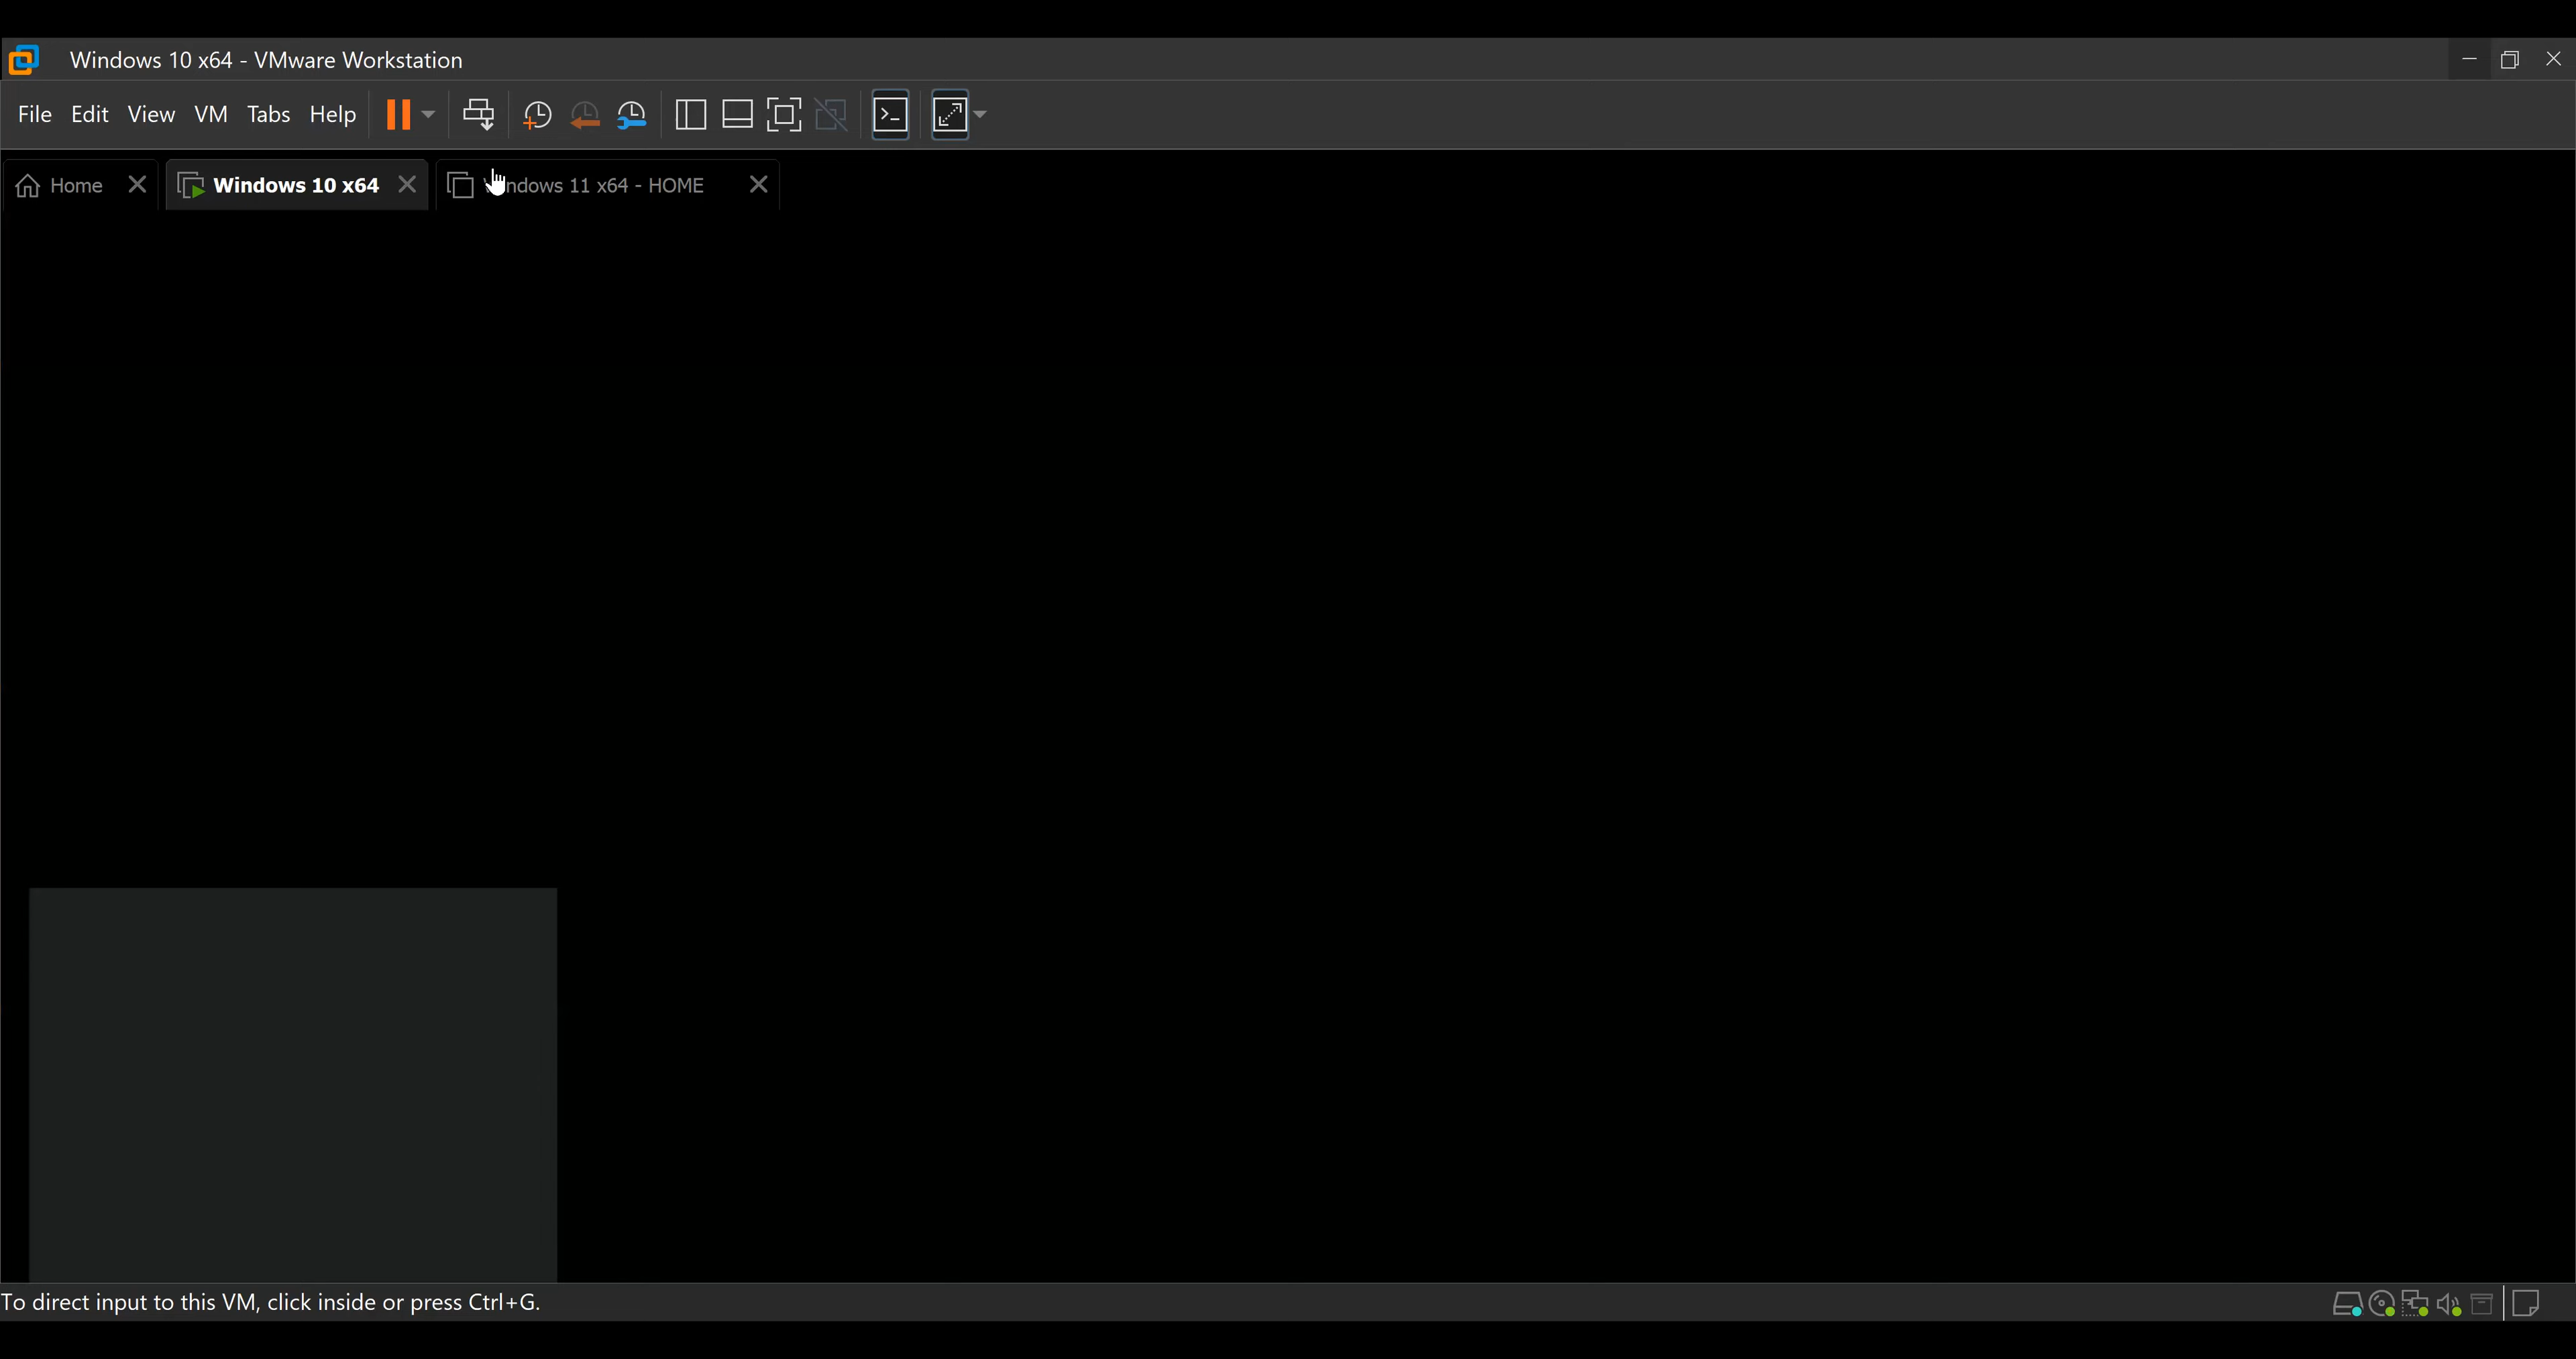 Windows 10 x64 - VMware Workstation
File Edit View VM Tabs Help
Home Windows 10 x64 11 x64 - HOME
To direct input to this VM, click inside or press Ctrl+G.